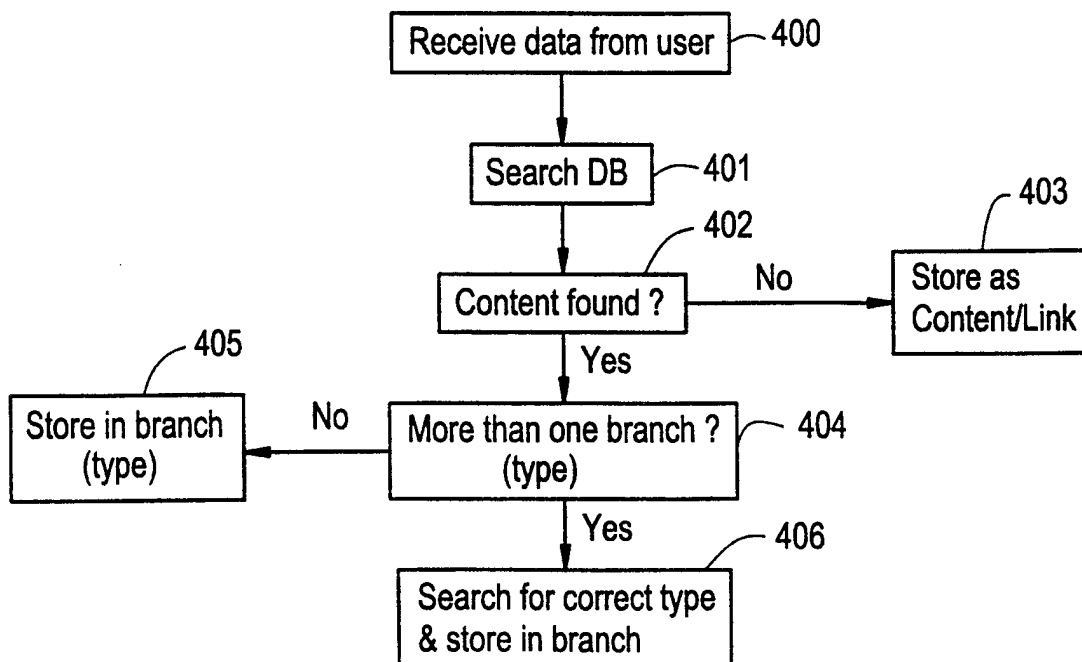 Receive data from user
400
Search DB
401
402
403
Content found ?
No
Store as
Content/Link
Yes
405
Store in branch
(type)
No
More than one branch ?
(type)
404
Yes
406
Search for correct type
& store in branch